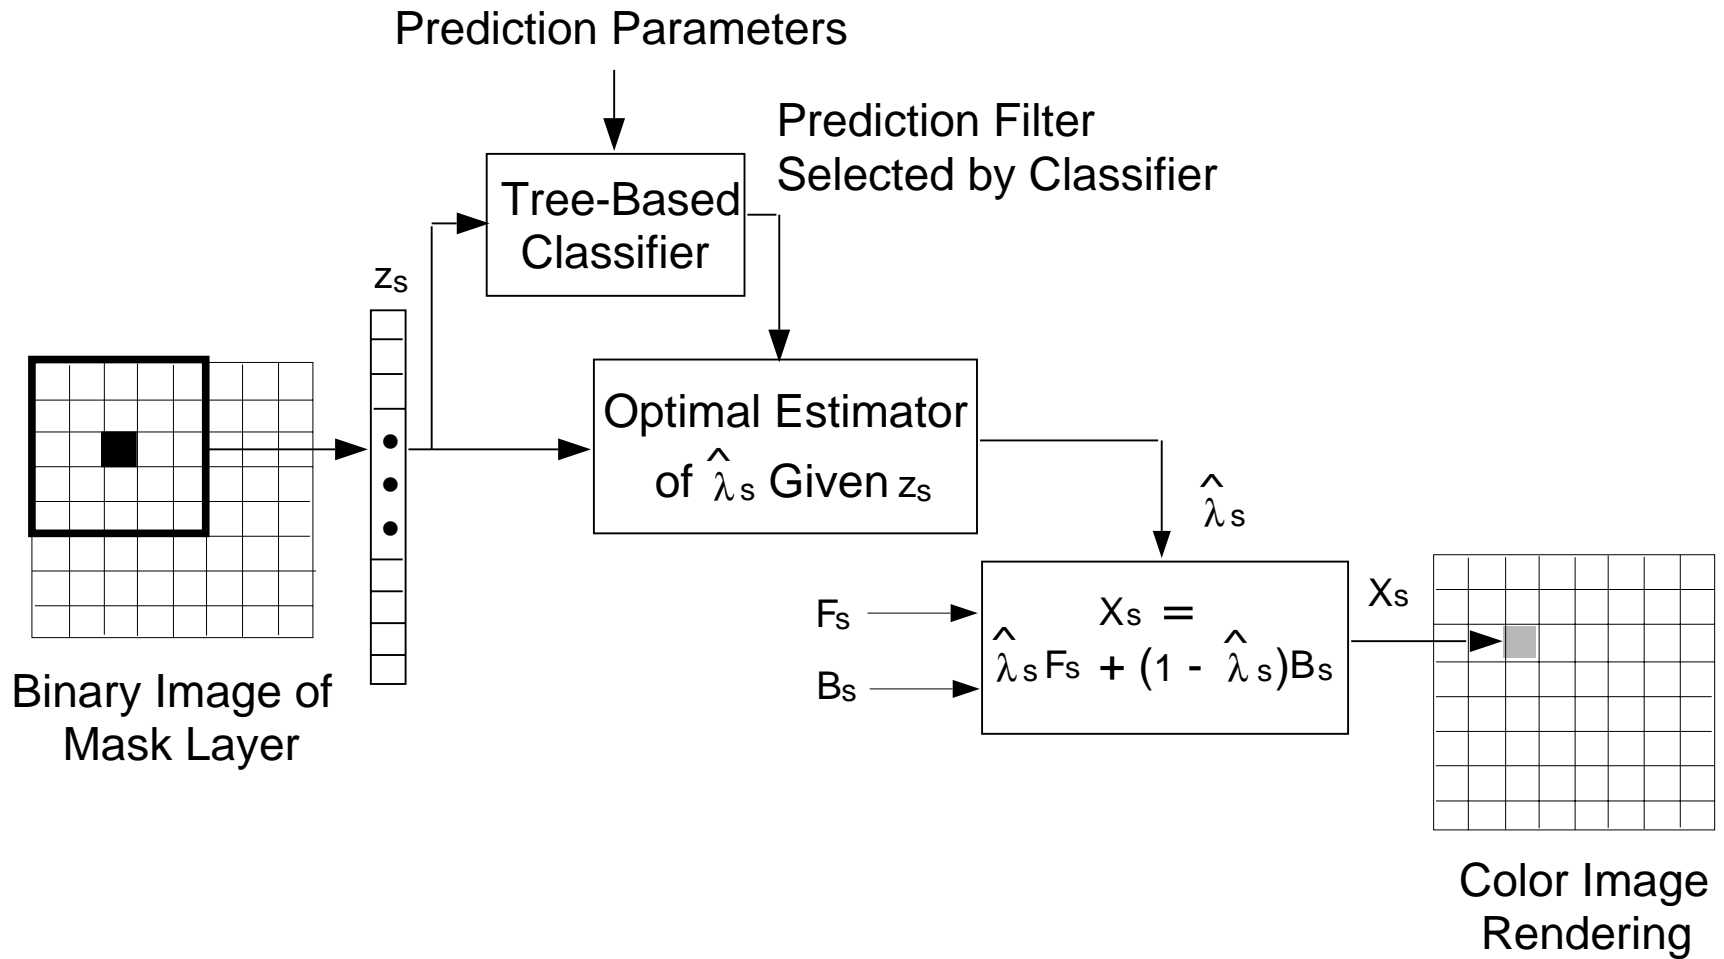 Prediction Parameters
Prediction Filter
Selected by Classifier
Tree-Based
Classifier
zs
Optimal Estimator
of λ̂s Given zs
λ̂s
Fs
Bs
Xs =
λ̂sFs + (1 - λ̂s)Bs
Xs
Binary Image of
Mask Layer
Color Image
Rendering